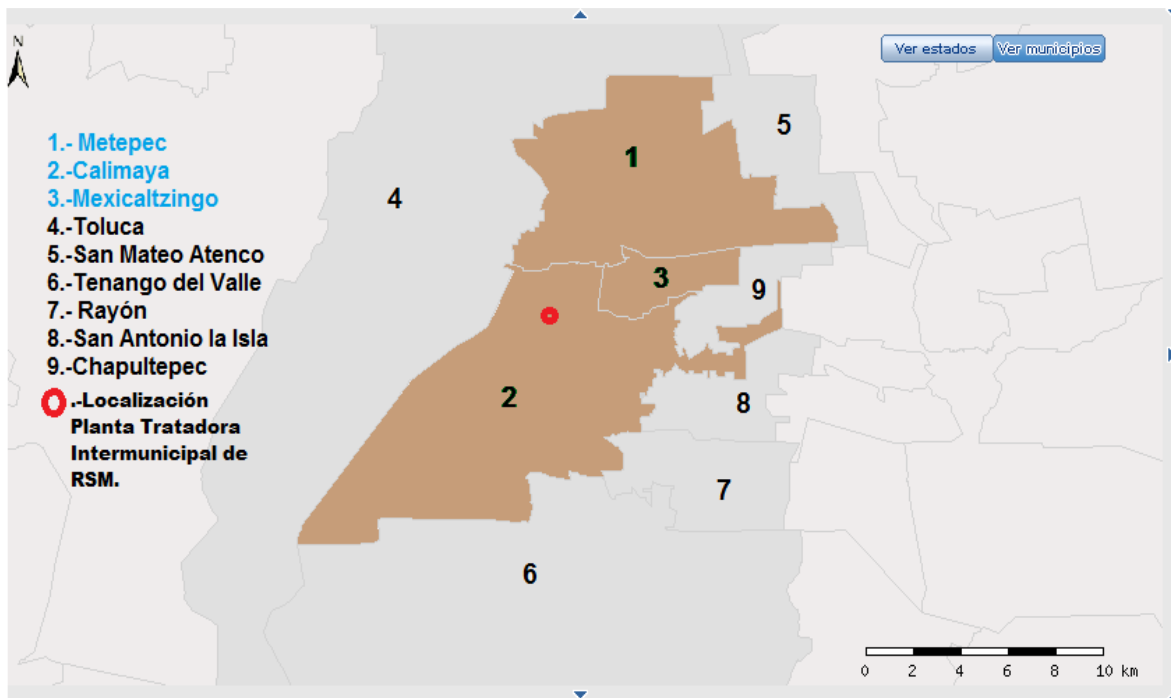 N
Ver estados Ver municipios
1.- Metepec
2.-Calimaya
3.-Mexicaltzingo
4.-Toluca
5.-San Mateo Atenco
6.-Tenango del Valle
7.- Rayón
8.-San Antonio la Isla
9.-Chapultepec
.-Localización
Planta Tratadora
Intermunicipal de
RSM.
5
1
4
3
9
2
8
7
6
0 2 4 6 8 10 km